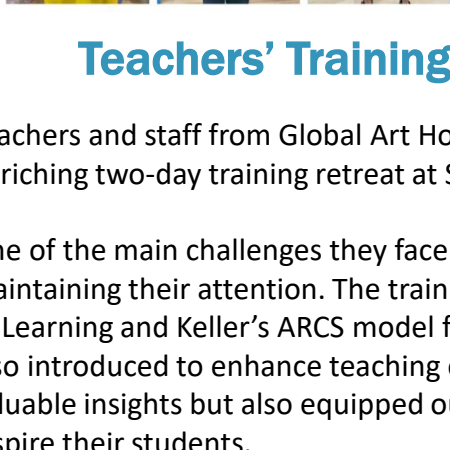 Teachers’ Training
achers and staff from Global Art Ho
riching two-day training retreat at S
ne of the main challenges they face
aintaining their attention. The train
Learning and Keller’s ARCS model f
so introduced to enhance teaching
luable insights but also equipped o
spire their students.